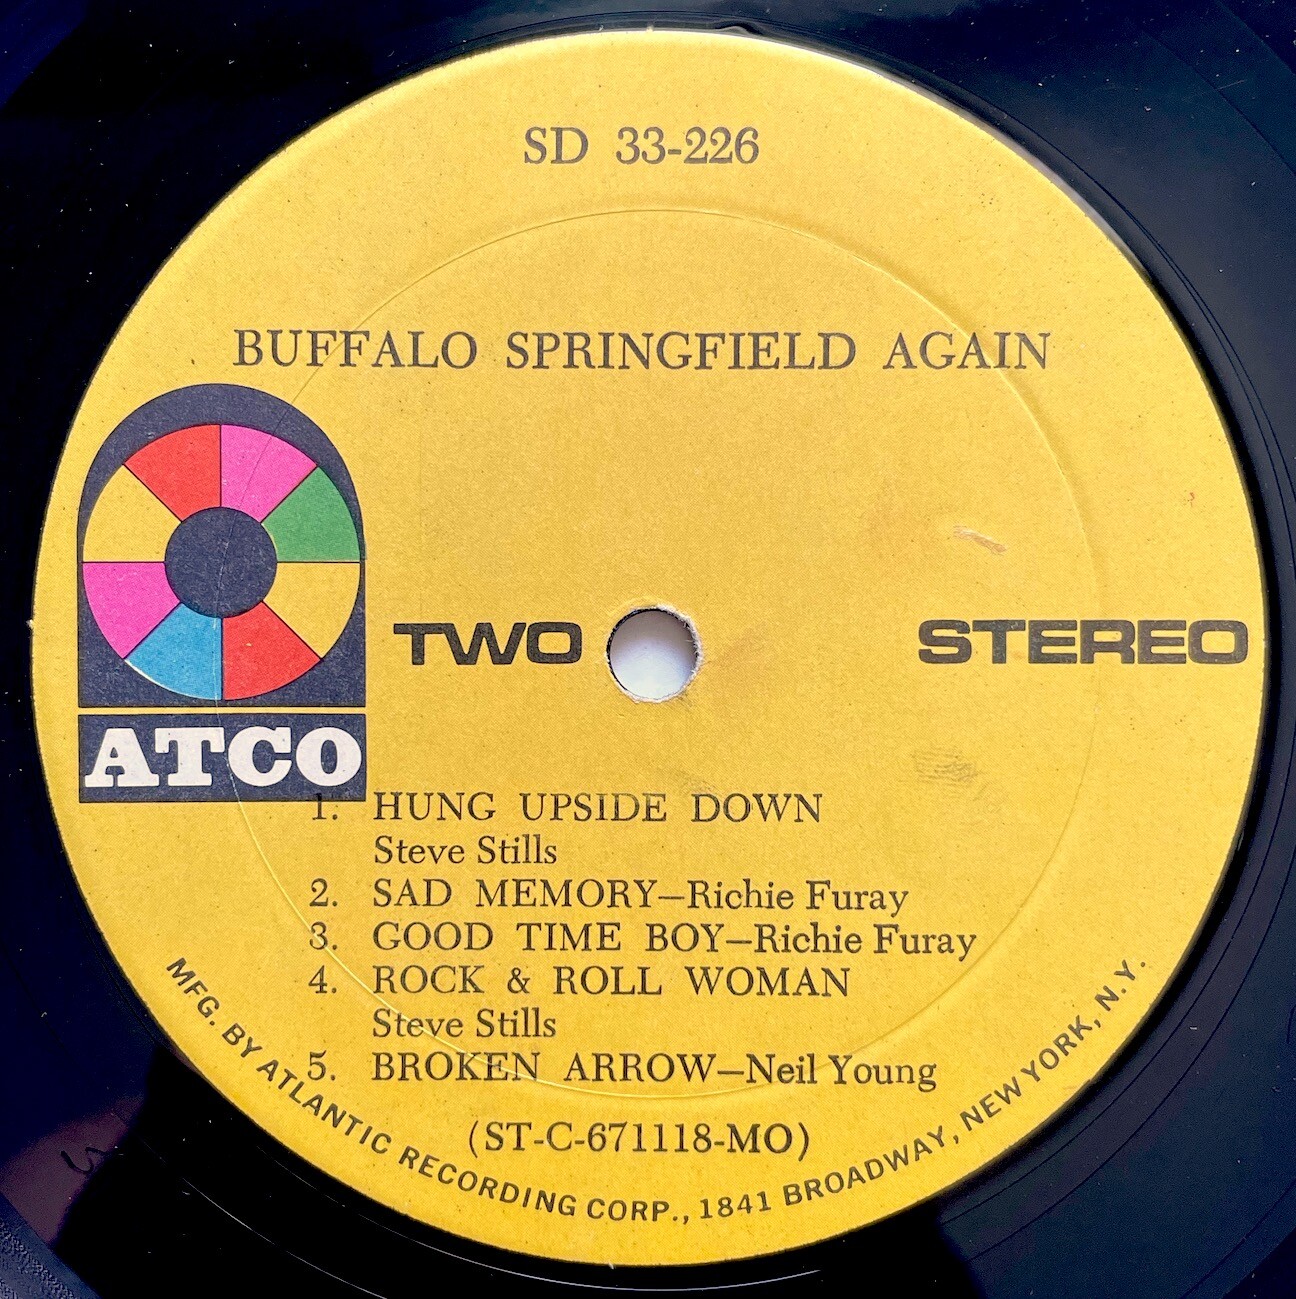 SD 33-226
BUFFALO SPRINGFIELD AGAIN
TWO
STEREO
ATCO
1. HUNG UPSIDE DOWN
Steve Stills
2. SAD MEMORY—Richie Furay
3. GOOD TIME BOY—Richie Furay
4. ROCK & ROLL WOMAN
Steve Stills
5. BROKEN ARROW—Neil Young
(ST-C-671118-MO)
MFG. BY ATLANTIC RECORDING CORP., 1841 BROADWAY, NEW YORK, N.Y.